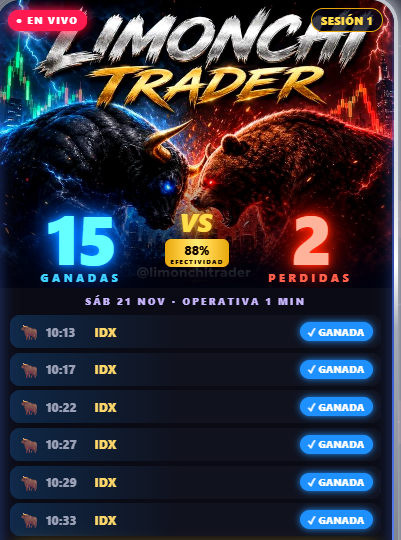 • EN VIVO
SESIÓN 1
LIMONCHI
TRADER
15
VS
2
88%
EFECTIVIDAD
GANADAS
@limonchitrader
PERDIDAS
SÁB 21 NOV - OPERATIVA 1 MIN
10:13 IDX ✓ GANADA
10:17 IDX ✓ GANADA
10:22 IDX ✓ GANADA
10:27 IDX ✓ GANADA
10:29 IDX ✓ GANADA
10:33 IDX ✓ GANADA